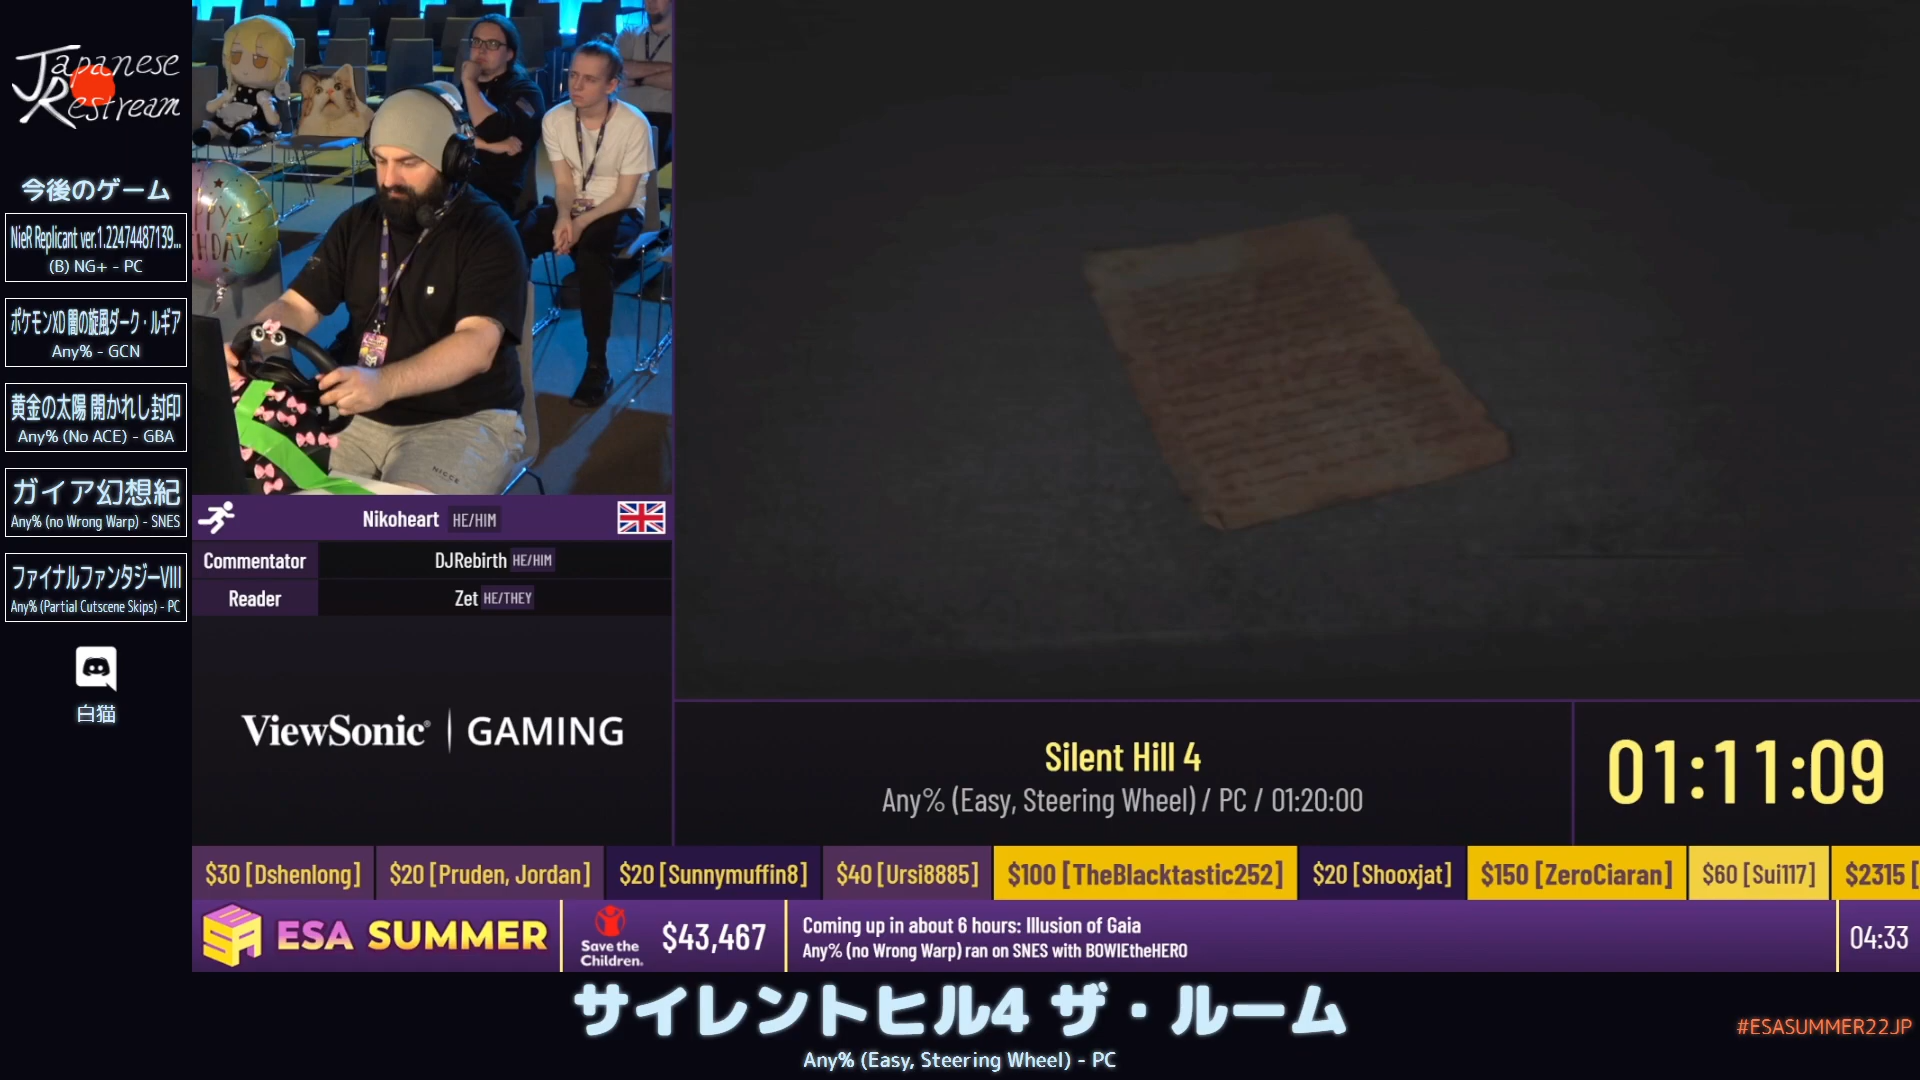 Japanese
Restream
今後のゲーム
NieR Replicant ver.1.22474487139...
(B) NG+ - PC
ポケモンXD 闇の旋風ダーク・ルギア
Any% - GCN
黄金の太陽 開かれし封印
Any% (No ACE) - GBA
ガイア幻想紀
Any% (no Wrong Warp) - SNES
ファイナルファンタジーVIII
Any% (Partial Cutscene Skips) - PC
白猫
NICCE
Nikoheart HE/HIM
Commentator DJRebirth HE/HIM
Reader Zet HE/THEY
ViewSonic | GAMING
Silent Hill 4
Any% (Easy, Steering Wheel) / PC / 01:20:00
01:11:09
$30 [Dshenlong] $20 [Pruden, Jordan] $20 [Sunnymuffin8] $40 [Ursi8885] $100 [TheBlacktastic252] $20 [Shooxjat] $150 [ZeroCiaran] $60 [Sui117] $2315 [
ESA SUMMER
Save the
Children.
$43,467
Coming up in about 6 hours: Illusion of Gaia
Any% (no Wrong Warp) ran on SNES with BOWIEtheHERO
04:33
サイレントヒル4 ザ・ルーム
Any% (Easy, Steering Wheel) - PC
#ESASUMMER22JP